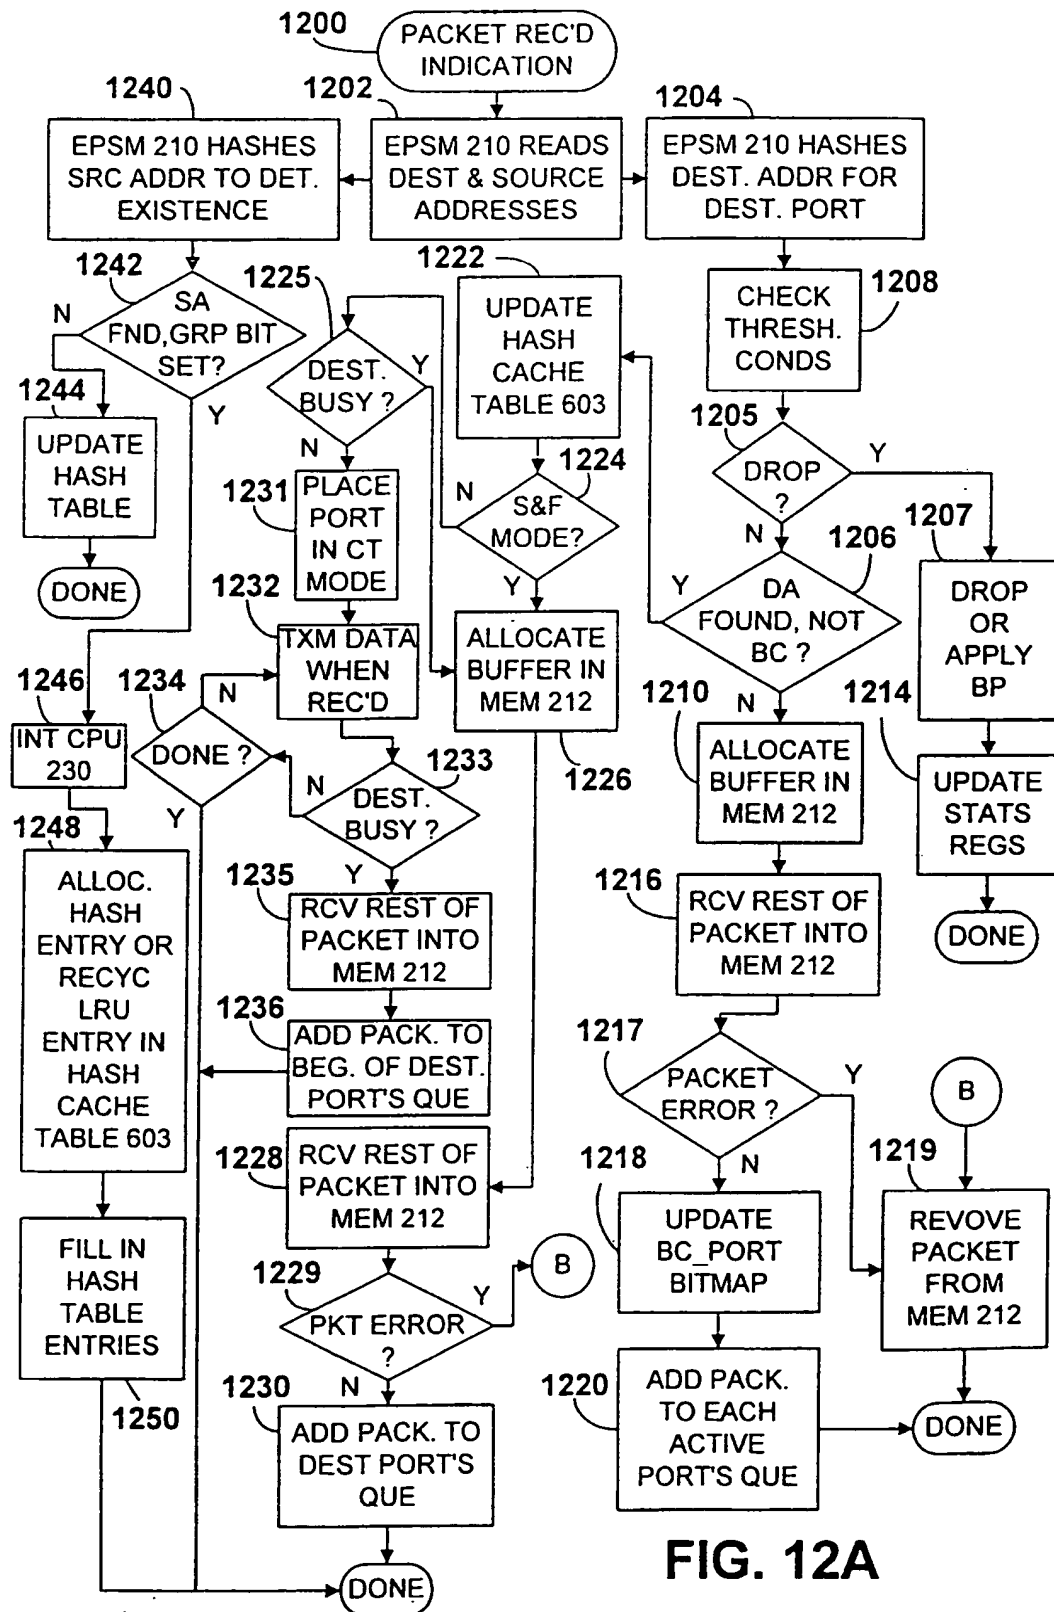 1200
PACKET REC'D
INDICATION
1240
1202
1204
EPSM 210 HASHES
SRC ADDR TO DET.
EXISTENCE
EPSM 210 READS
DEST & SOURCE
ADDRESSES
EPSM 210 HASHES
DEST. ADDR FOR
DEST. PORT
1242
SA
FND,GRP BIT
SET?
N
Y
1244
UPDATE
HASH
TABLE
DONE
1225
DEST.
BUSY ?
Y
N
1222
UPDATE
HASH
CACHE
TABLE 603
1208
CHECK
THRESH.
CONDS
1205
DROP
?
Y
N
1224
S&F
MODE?
N
Y
1231
PLACE
PORT
IN CT
MODE
1206
DA
FOUND, NOT
BC ?
Y
N
1207
DROP
OR
APPLY
BP
1232
TXM DATA
WHEN
REC'D
ALLOCATE
BUFFER IN
MEM 212
1226
1246
INT CPU
230
1234
DONE ?
N
Y
1233
DEST.
BUSY ?
N
Y
1210
ALLOCATE
BUFFER IN
MEM 212
1214
UPDATE
STATS
REGS
DONE
1248
ALLOC.
HASH
ENTRY OR
RECYC
LRU
ENTRY IN
HASH
CACHE
TABLE 603
1235
RCV REST OF
PACKET INTO
MEM 212
1216
RCV REST OF
PACKET INTO
MEM 212
1236
ADD PACK. TO
BEG. OF DEST.
PORT'S QUE
1217
PACKET
ERROR ?
Y
N
B
1228
RCV REST OF
PACKET INTO
MEM 212
1218
UPDATE
BC_PORT
BITMAP
1219
REVOVE
PACKET
FROM
MEM 212
FILL IN
HASH
TABLE
ENTRIES
1250
1229
PKT ERROR
?
Y
N
B
1230
ADD PACK. TO
DEST PORT'S
QUE
1220
ADD PACK.
TO EACH
ACTIVE
PORT'S QUE
DONE
DONE
FIG. 12A